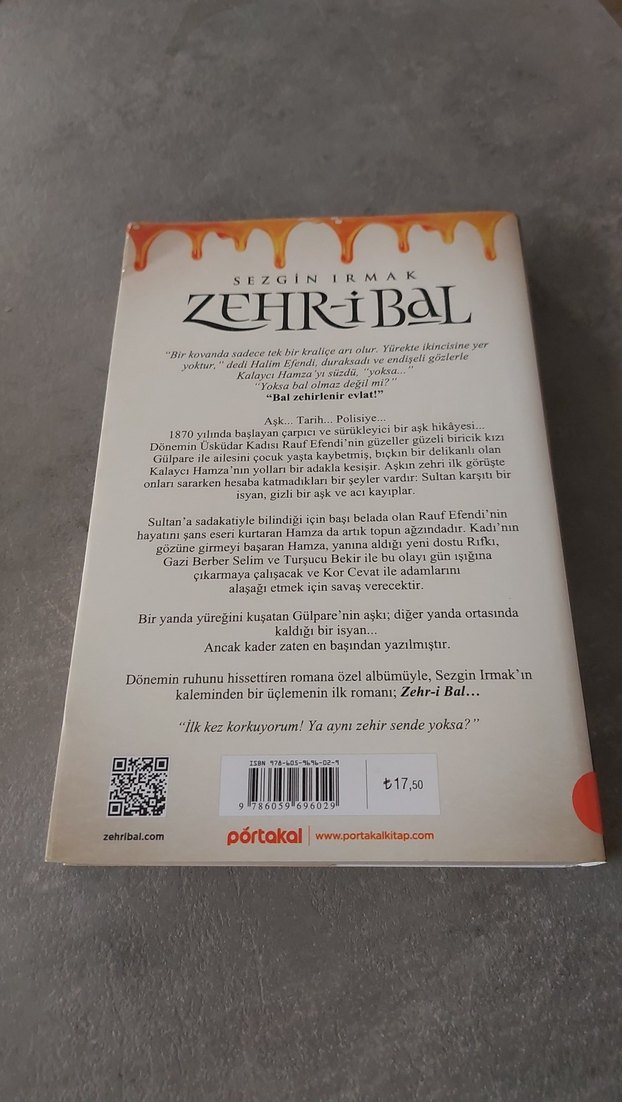 SEZGİN IRMAK
ZEHR-İ BAL
“Bir kovanda sadece tek bir kraliçe arı olur. Yürekte ikincisine yer
yoktur,” dedi Halim Efendi, duraksadı ve endişeli gözlerle
Kalaycı Hamza’yı süzdü, “yoksa...”
“Yoksa bal olmaz değil mi?”
“Bal zehirlenir evlat!”
Aşk... Tarih... Polisiye...
1870 yılında başlayan çarpıcı ve sürükleyici bir aşk hikâyesi...
Dönemin Üsküdar Kadısı Rauf Efendi’nin güzeller güzeli biricik kızı
Gülpare ile ailesini çocuk yaşta kaybetmiş, bıçkın bir delikanlı olan
Kalaycı Hamza’nın yolları bir adakla kesişir. Aşkın zehri ilk görüşte
onları sararken hesaba katmadıkları bir şeyler vardır: Sultan karşıtı bir
isyan, gizli bir aşk ve acı kayıplar.
Sultan’a sadakatiyle bilindiği için başı belada olan Rauf Efendi’nin
hayatını şans eseri kurtaran Hamza da artık topun ağzındadır. Kadı’nın
gözüne girmeyi başaran Hamza, yanına aldığı yeni dostu Rıfkı,
Gazi Berber Selim ve Turşucu Bekir ile bu olayı gün ışığına
çıkarmaya çalışacak ve Kor Cevat ile adamlarını
alaşağı etmek için savaş verecektir.
Bir yanda yüreğini kuşatan Gülpare’nin aşkı; diğer yanda ortasında
kaldığı bir isyan...
Ancak kader zaten en başından yazılmıştır.
Dönemin ruhunu hissettiren romana özel albümüyle, Sezgin Irmak’ın
kaleminden bir üçlemenin ilk romanı; Zehr-i Bal...
“İlk kez korkuyorum! Ya aynı zehir sende yoksa?”
ISBN 978-605-9696-02-9
9 786059 696029
₺17,50
zehribal.com
pórtakal | www.portakalkitap.com